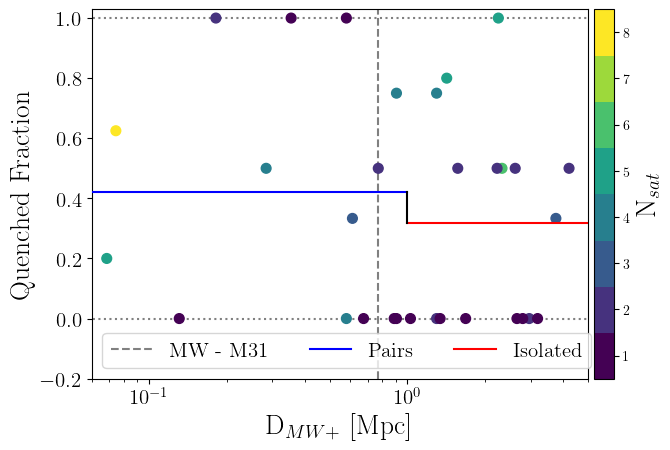 1.0
0.8
0.6
0.4
0.2
0.0
−0.2
Quenched Fraction
MW - M31
Pairs
Isolated
10⁻¹
10⁰
D_{MW+} [Mpc]
8
7
6
5
4
3
2
1
N_{sat}